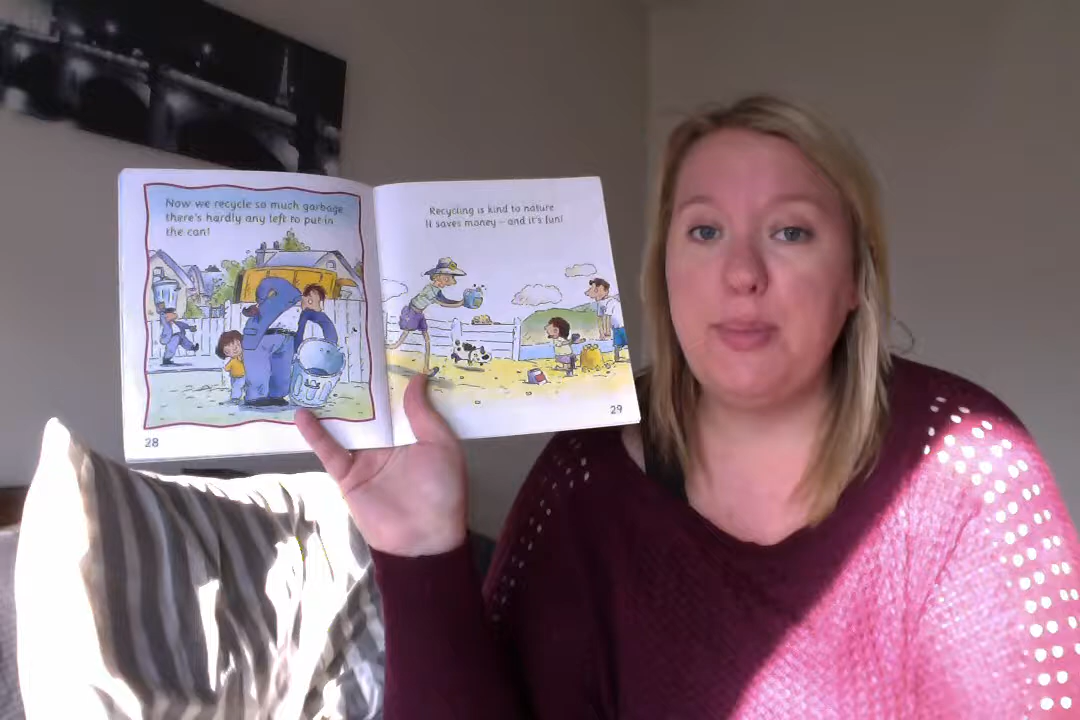 Now we recycle so much garbage
there's hardly any left to put in
the can!
28
Recycling is kind to nature
It saves money – and it's fun!
29